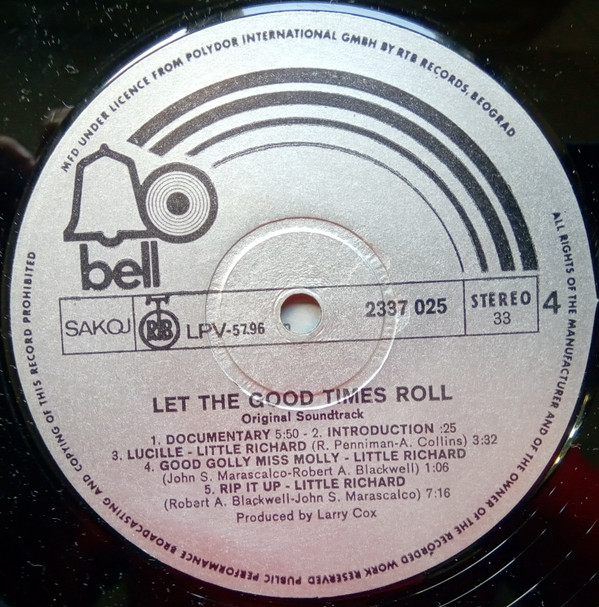 MFD UNDER LICENCE FROM POLYDOR INTERNATIONAL GMBH BY RTB RECORDS, BEOGRAD
bell
SAKOJ
RTB
LPV-57.96
2337 025
STEREO
33
4
LET THE GOOD TIMES ROLL
Original Soundtrack
1. DOCUMENTARY 5:50 - 2. INTRODUCTION :25
3. LUCILLE - LITTLE RICHARD (R. Penniman-A. Collins) 3:32
4. GOOD GOLLY MISS MOLLY - LITTLE RICHARD
(John S. Marascalco-Robert A. Blackwell) 1:06
5. RIP IT UP - LITTLE RICHARD
(Robert A. Blackwell-John S. Marascalco) 7:16
Produced by Larry Cox
ALL RIGHTS OF THE MANUFACTURER AND OF THE OWNER OF THE RECORDED WORK RESERVED PUBLIC PERFORMANCE BROADCASTING AND COPYING OF THIS RECORD PROHIBITED